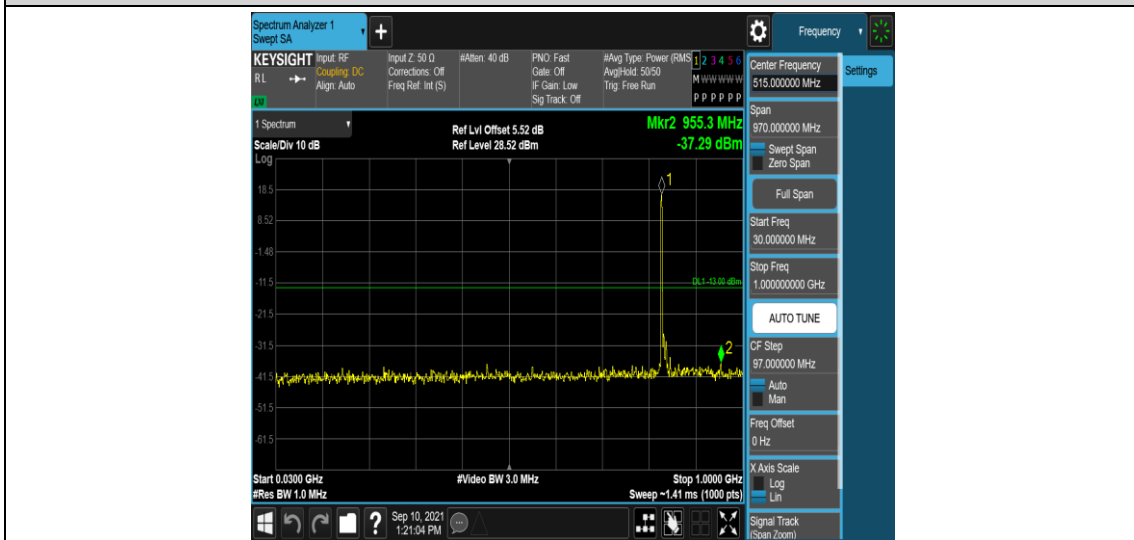 Spectrum Analyzer 1
Swept SA
+
Frequency
KEYSIGHT
RL
LXI
Input: RF
Coupling: DC
Align: Auto
Input Z: 50 Ω
Corrections: Off
Freq Ref: Int (S)
#Atten: 40 dB
PNO: Fast
Gate: Off
IF Gain: Low
Sig Track: Off
#Avg Type: Power (RMS
Avg|Hold: 50/50
Trig: Free Run
1 2 3 4 5 6
M W W W W W
P P P P P P
1 Spectrum
Scale/Div 10 dB
Log
Ref Lvl Offset 5.52 dB
Ref Level 28.52 dBm
Mkr2 955.3 MHz
-37.29 dBm
1
18.5
8.52
-1.48
-11.5
DL1 -13.00 dBm
-21.5
-31.5
2
-41.5
-51.5
-61.5
Start 0.0300 GHz
#Res BW 1.0 MHz
#Video BW 3.0 MHz
Stop 1.0000 GHz
Sweep ~1.41 ms (1000 pts)
Center Frequency
515.000000 MHz
Settings
Span
970.000000 MHz
Swept Span
Zero Span
Full Span
Start Freq
30.000000 MHz
Stop Freq
1.000000000 GHz
AUTO TUNE
CF Step
97.000000 MHz
Auto
Man
Freq Offset
0 Hz
X Axis Scale
Log
Lin
Signal Track
(Span Zoom)
?
Sep 10, 2021
1:21:04 PM